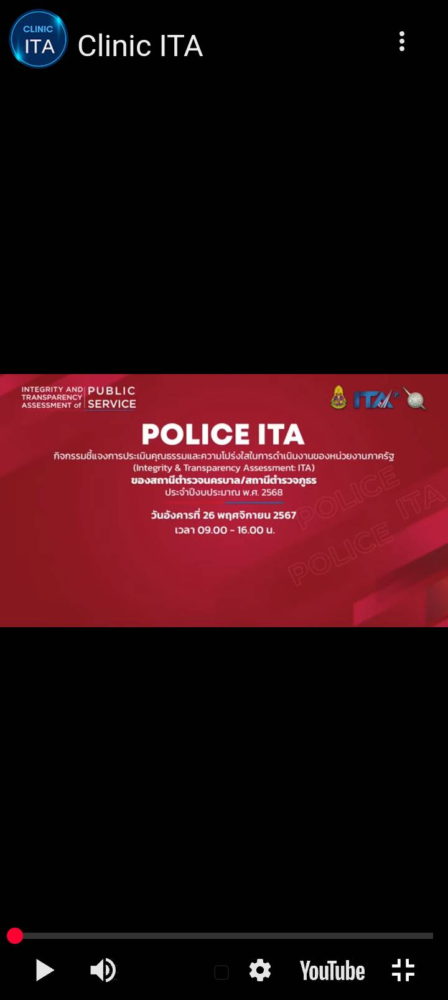 CLINIC
ITA
Clinic ITA
INTEGRITY AND
TRANSPARENCY
ASSESSMENT of
PUBLIC
SERVICE
ITA
POLICE ITA
กิจกรรมชี้แจงการประเมินคุณธรรมและความโปร่งใสในการดำเนินงานของหน่วยงานภาครัฐ
(Integrity & Transparency Assessment: ITA)
ของสถานีตำรวจนครบาล/สถานีตำรวจภูธร
ประจำปีงบประมาณ พ.ศ. 2568
วันอังคารที่ 26 พฤศจิกายน 2567
เวลา 09.00 - 16.00 น.
POLICE ITA
POLICE
YouTube